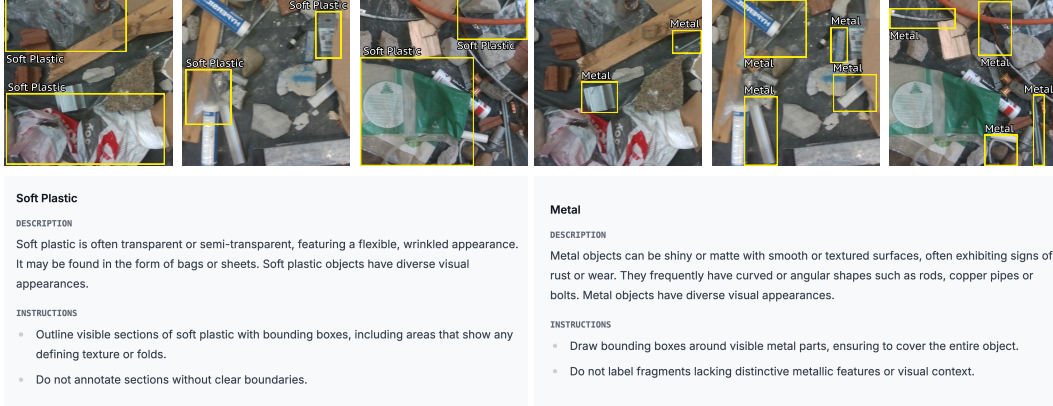 Soft Plastic
Soft Plastic
Soft Plastic
Soft Plastic
Soft Plastic
Soft Plastic
Metal
Metal
Metal
Metal
Metal
Metal
Metal
Metal
Metal
Metal
Soft Plastic
DESCRIPTION
Soft plastic is often transparent or semi-transparent, featuring a flexible, wrinkled appearance.
It may be found in the form of bags or sheets. Soft plastic objects have diverse visual
appearances.
INSTRUCTIONS
Outline visible sections of soft plastic with bounding boxes, including areas that show any
defining texture or folds.
Do not annotate sections without clear boundaries.
Metal
DESCRIPTION
Metal objects can be shiny or matte with smooth or textured surfaces, often exhibiting signs of
rust or wear. They frequently have curved or angular shapes such as rods, copper pipes or
bolts. Metal objects have diverse visual appearances.
INSTRUCTIONS
Draw bounding boxes around visible metal parts, ensuring to cover the entire object.
Do not label fragments lacking distinctive metallic features or visual context.